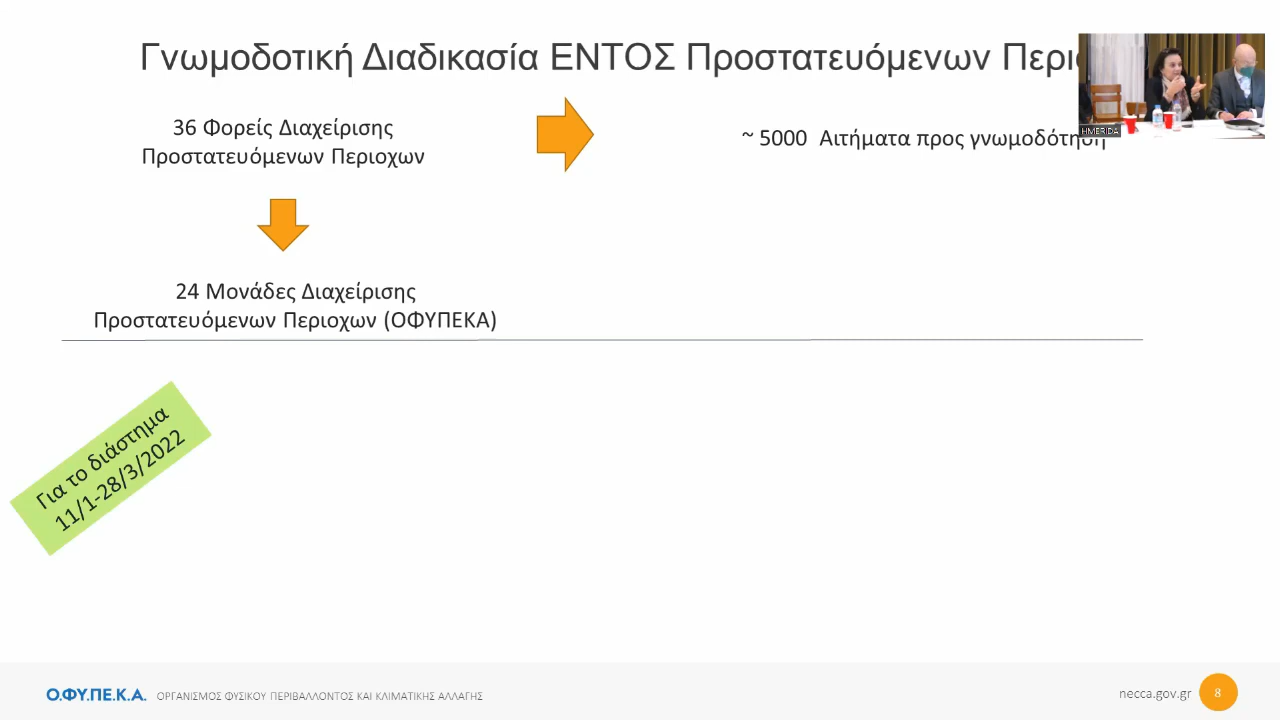 Γνωμοδοτική Διαδικασία ΕΝΤΟΣ Προστατευόμενων
36 Φορείς Διαχείρισης
Προστατευόμενων Περιοχων
~ 5000 Αιτήματα προς γνωμοδότηση
24 Μονάδες Διαχείρισης
Προστατευόμενων Περιοχων (ΟΦΥΠΕΚΑ)
Για το διάστημα
11/1-28/3/2022
HMERIDA
Ο.ΦΥ.ΠΕ.Κ.Α. ΟΡΓΑΝΙΣΜΟΣ ΦΥΣΙΚΟΥ ΠΕΡΙΒΑΛΛΟΝΤΟΣ ΚΑΙ ΚΛΙΜΑΤΙΚΗΣ ΑΛΛΑΓΗΣ
necca.gov.gr 8